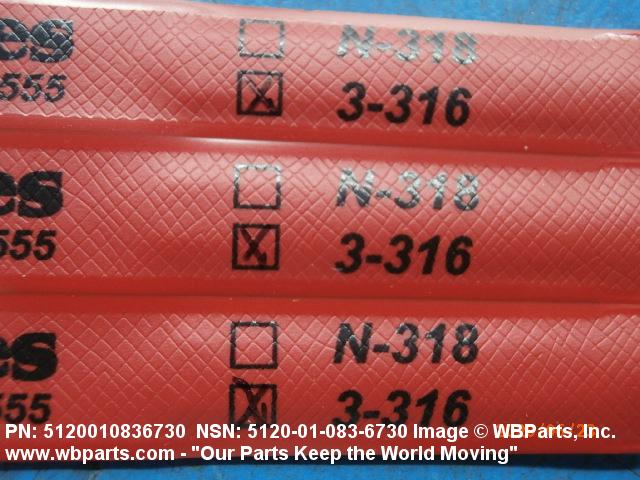 es N-318
555 X 3-316
es N-318
555 X 3-316
es N-318
555 X 3-316
PN: 5120010836730 NSN: 5120-01-083-6730 Image © WBParts, Inc.
www.wbparts.com - "Our Parts Keep the World Moving"